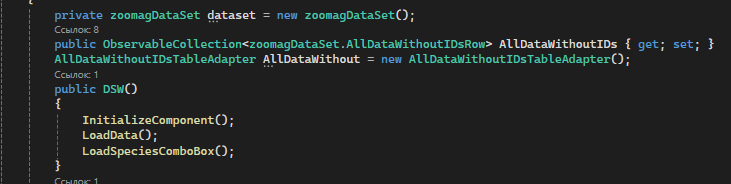 {
private zoomagDataSet dataset = new zoomagDataSet();
Ссылок: 8
public ObservableCollection<zoomagDataSet.AllDataWithoutIDsRow> AllDataWithoutIDs { get; set; }
AllDataWithoutIDsTableAdapter AllDataWithout = new AllDataWithoutIDsTableAdapter();
Ссылок: 1
public DSW()
{
InitializeComponent();
LoadData();
LoadSpeciesComboBox();
}
Ссылок: 1